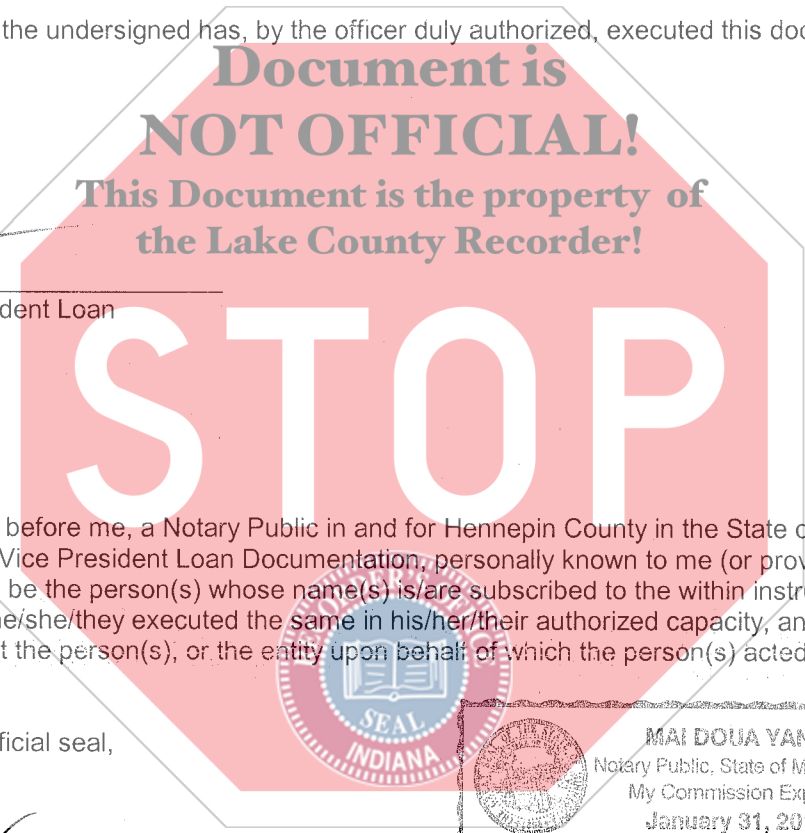 the undersigned has, by the officer duly authorized, executed this doc
Document is
NOT OFFICIAL!
This Document is the property of
the Lake County Recorder!
dent Loan
STOP
before me, a Notary Public in and for Hennepin County in the State o
Vice President Loan Documentation, personally known to me (or prov
be the person(s) whose name(s) is/are subscribed to the within instru
he/she/they executed the same in his/her/their authorized capacity, an
t the person(s), or the entity upon behalf of which the person(s) acted
RECORDER'S OFFICE
SEAL
INDIANA
ficial seal,
MAI DOUA YAN
Notary Public, State of M
My Commission Exp
January 31, 20